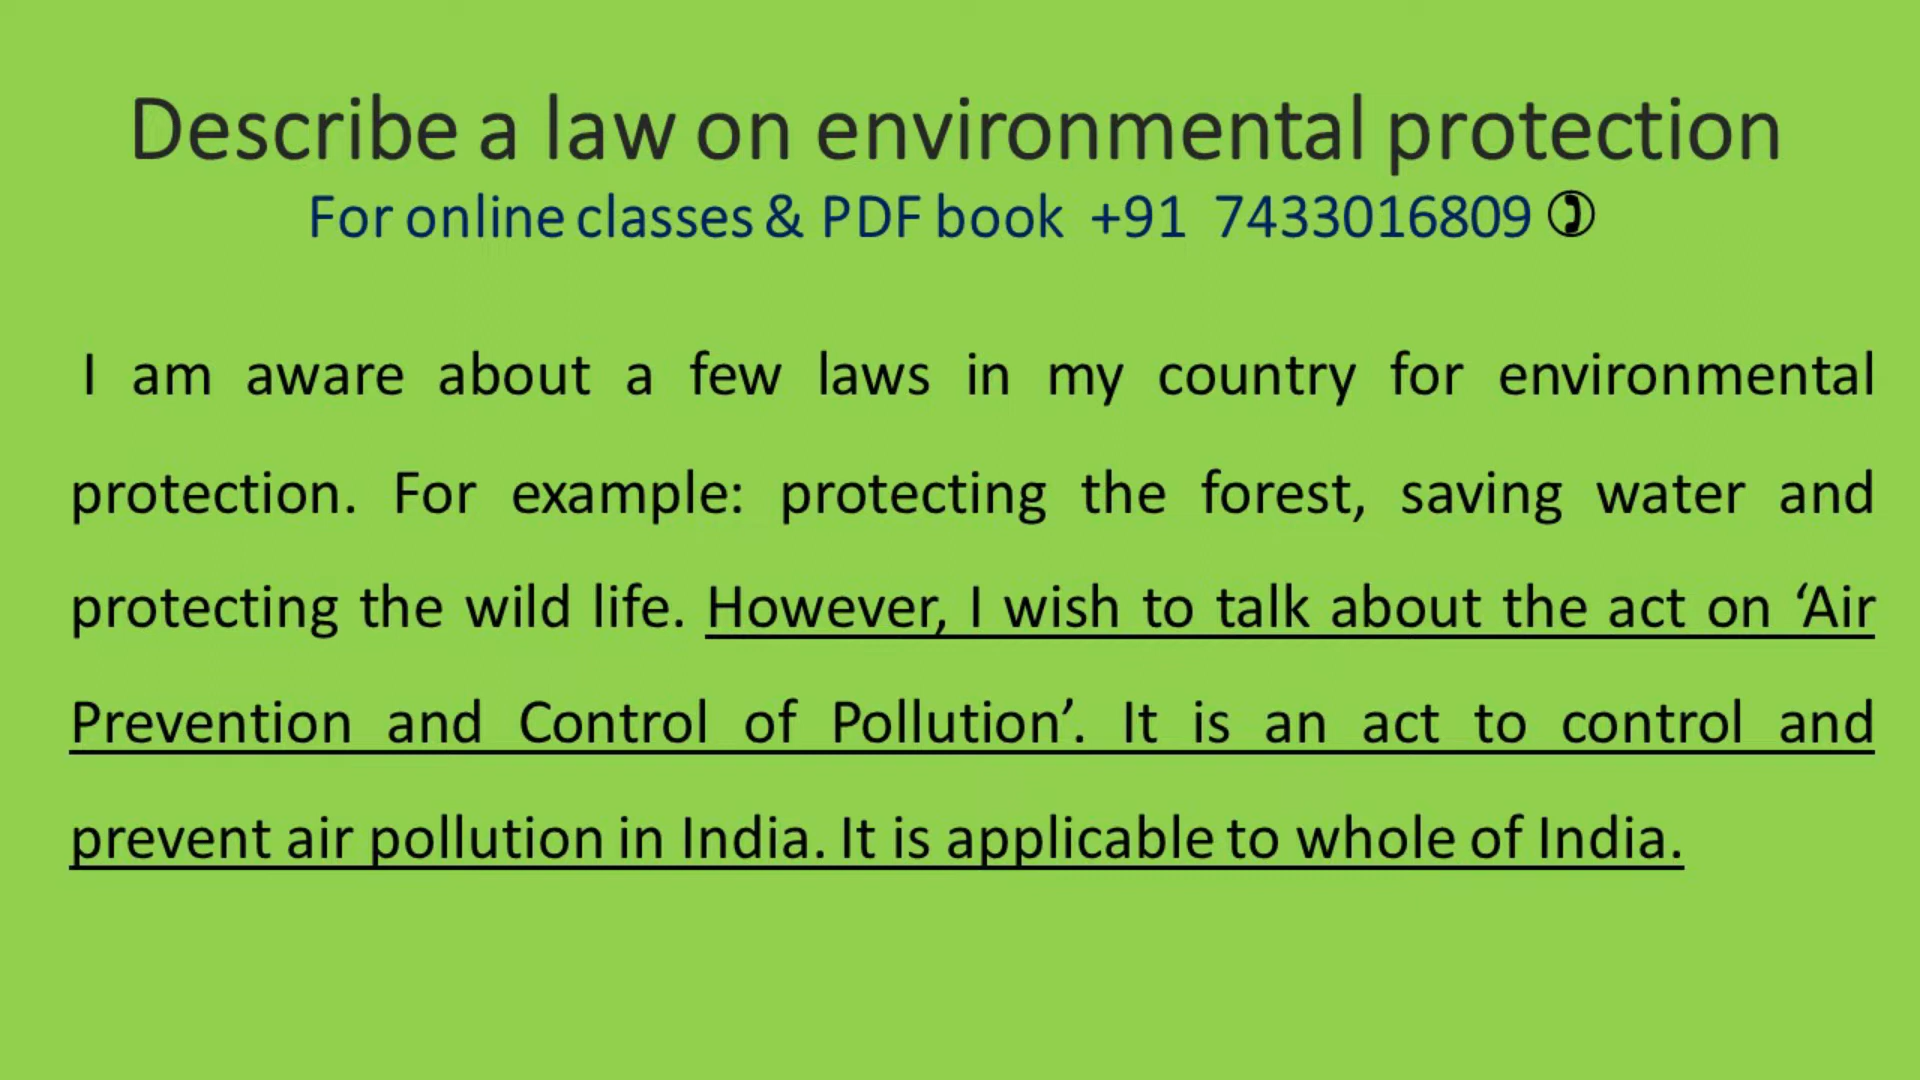 Describe a law on environmental protection
For online classes & PDF book +91 7433016809 ✆
I am aware about a few laws in my country for environmental
protection. For example: protecting the forest, saving water and
protecting the wild life. However, I wish to talk about the act on ‘Air
Prevention and Control of Pollution’. It is an act to control and
prevent air pollution in India. It is applicable to whole of India.